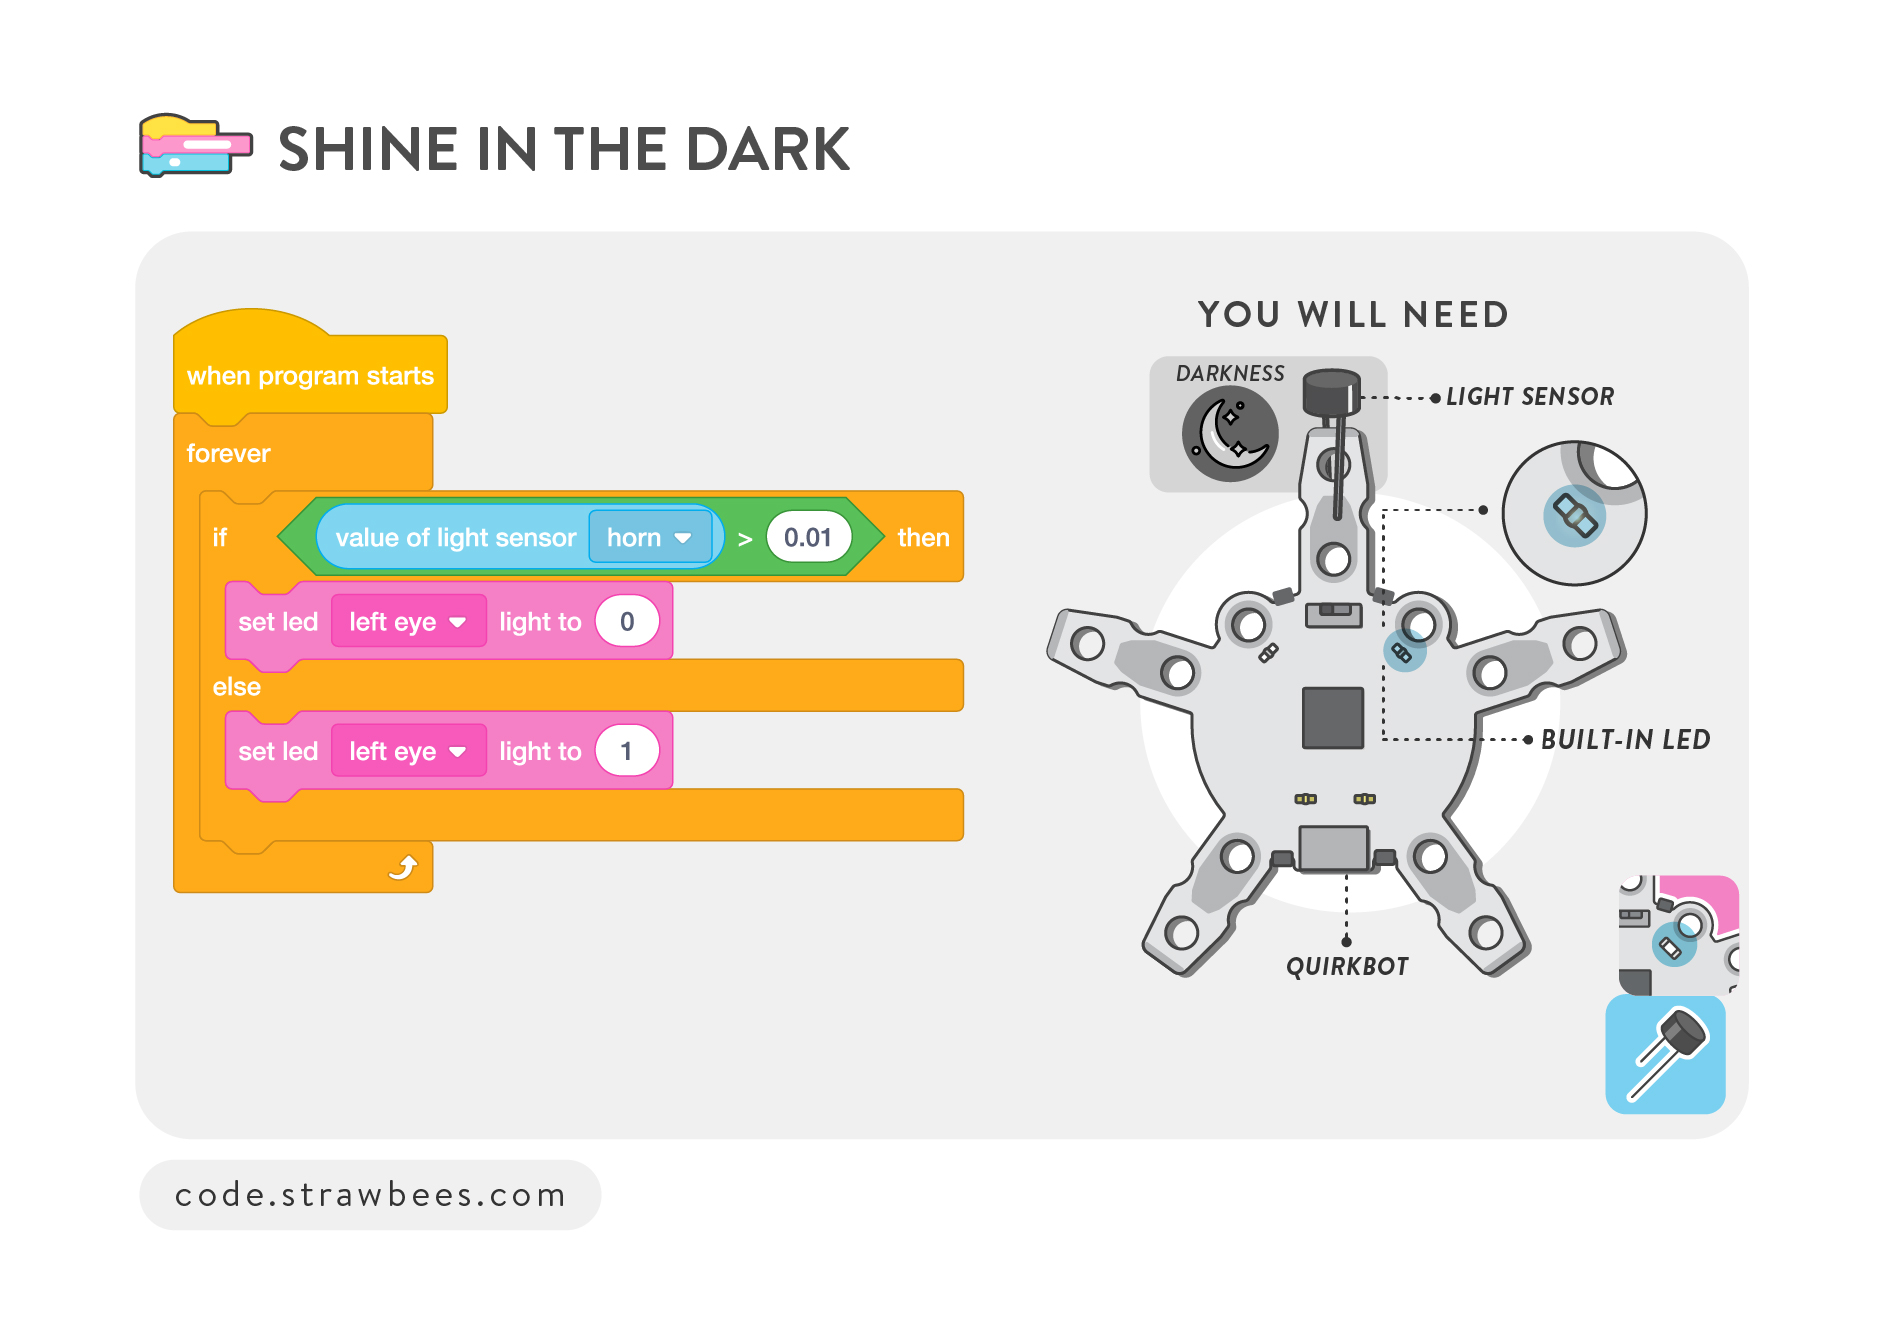 SHINE IN THE DARK
when program starts
forever
if value of light sensor horn > 0.01 then
set led left eye light to 0
else
set led left eye light to 1
YOU WILL NEED
DARKNESS
LIGHT SENSOR
BUILT-IN LED
QUIRKBOT
code.strawbees.com